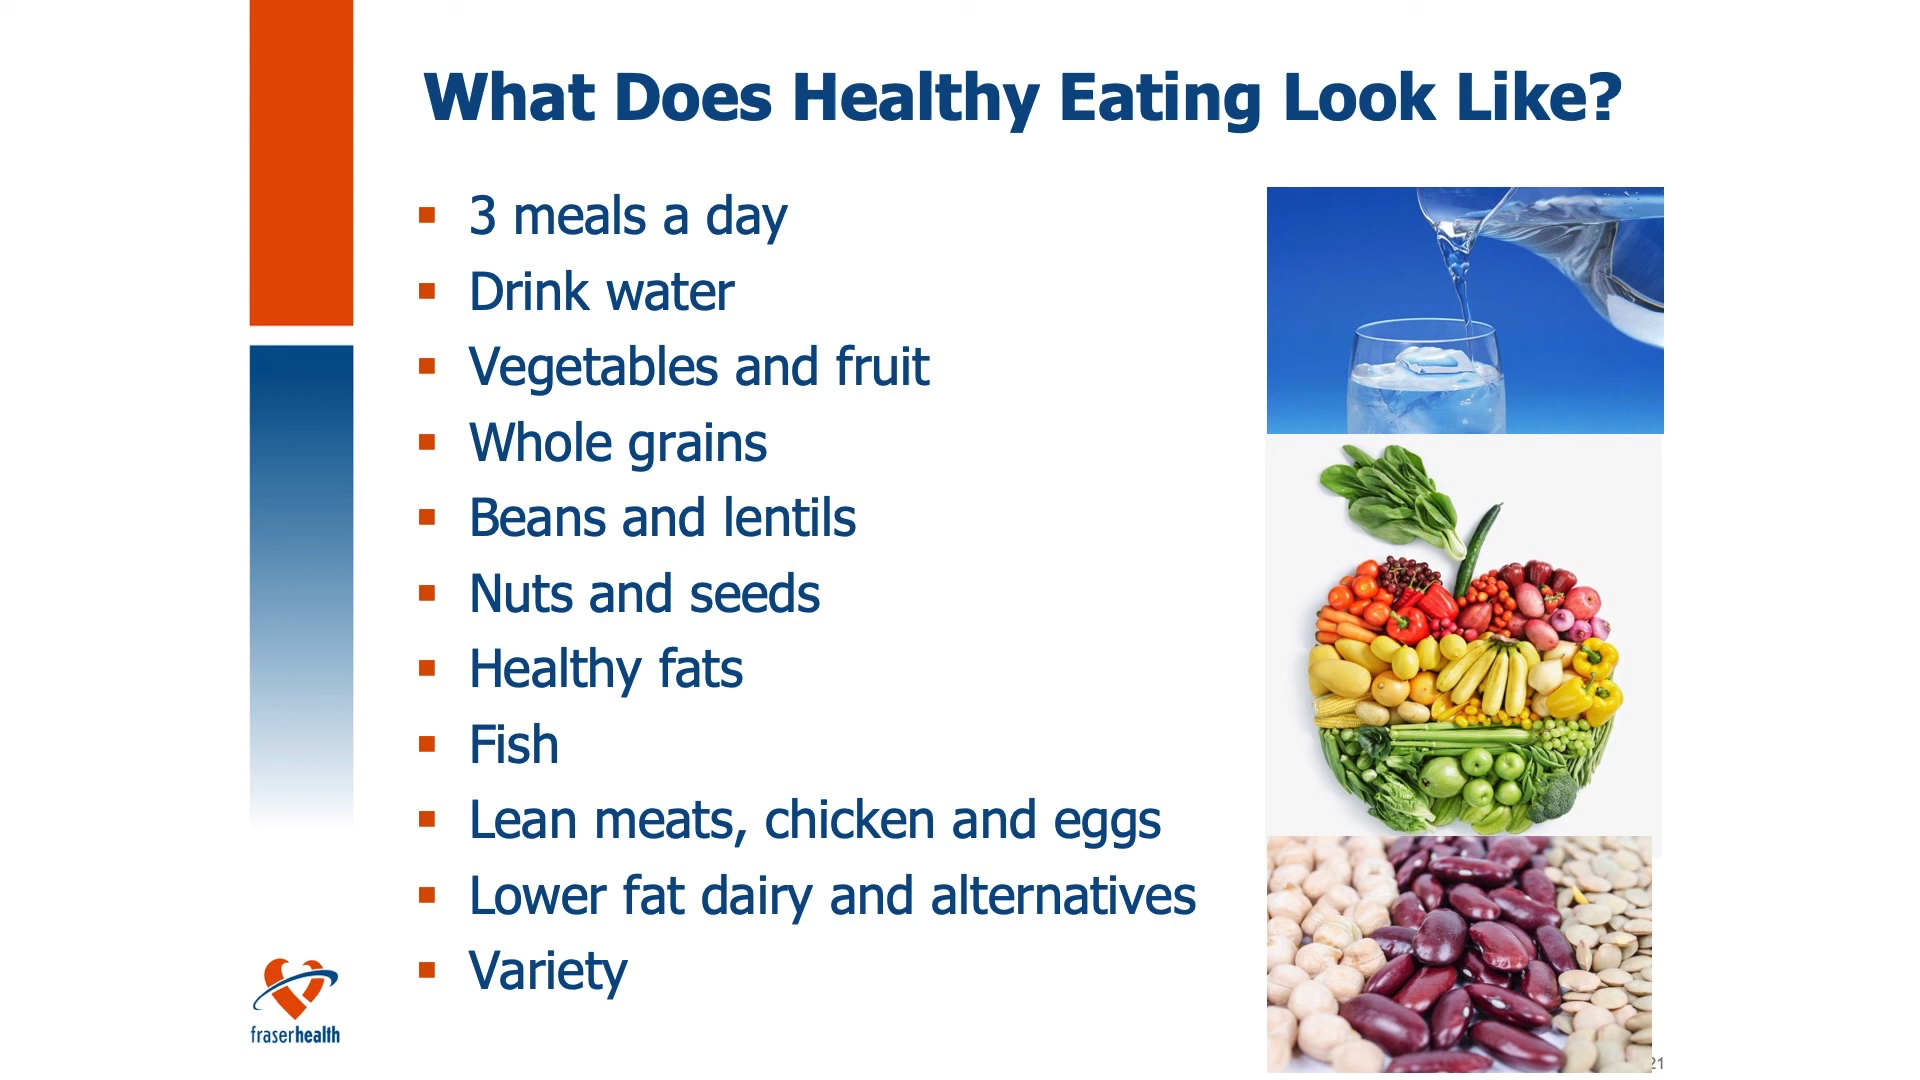 What Does Healthy Eating Look Like?
▪ 3 meals a day
▪ Drink water
▪ Vegetables and fruit
▪ Whole grains
▪ Beans and lentils
▪ Nuts and seeds
▪ Healthy fats
▪ Fish
▪ Lean meats, chicken and eggs
▪ Lower fat dairy and alternatives
▪ Variety
fraserhealth
21